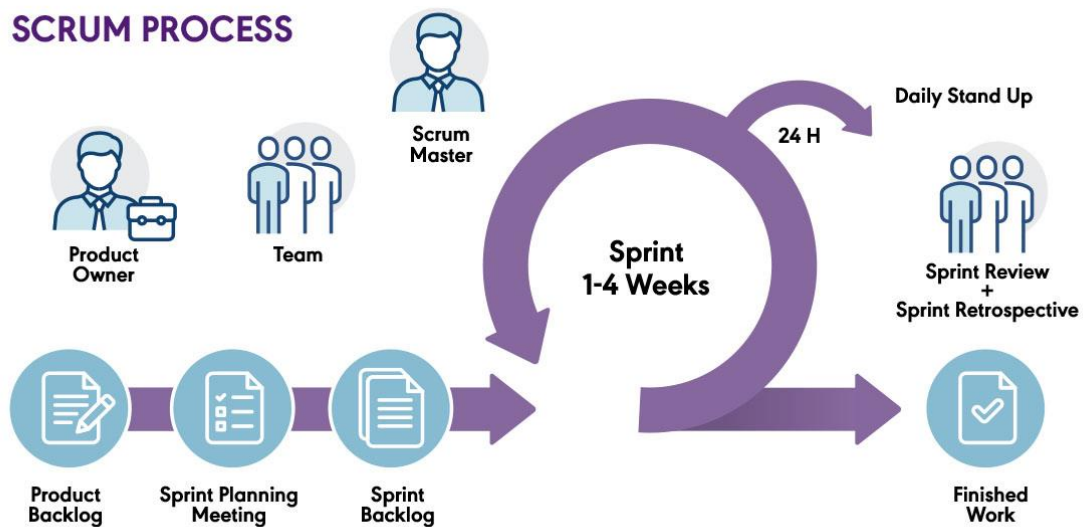 SCRUM PROCESS
Scrum
Master
Product
Owner
Team
Daily Stand Up
24 H
Sprint
1-4 Weeks
Sprint Review
+
Sprint Retrospective
Product
Backlog
Sprint Planning
Meeting
Sprint
Backlog
Finished
Work